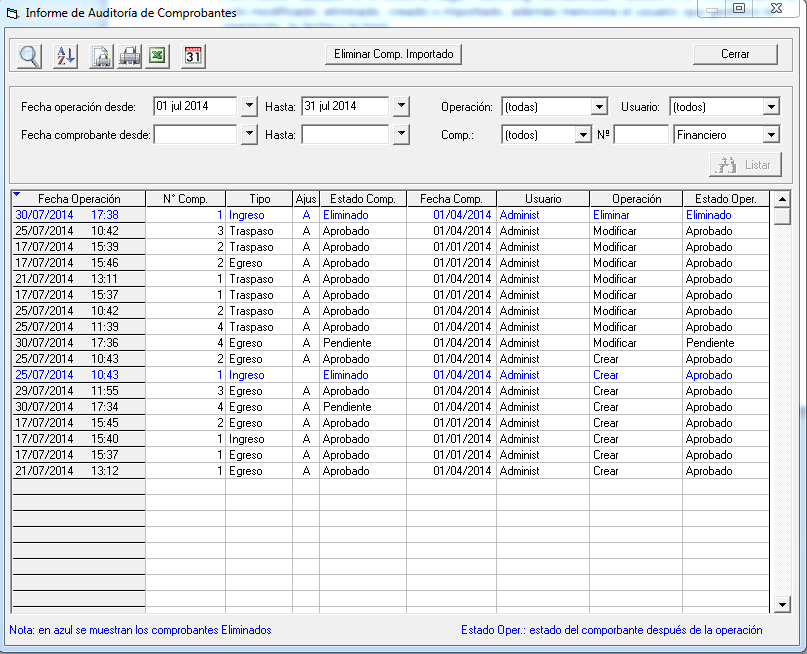 Informe de Auditoría de Comprobantes
31 Eliminar Comp. Importado Cerrar
Fecha operación desde: 01 jul 2014 Hasta: 31 jul 2014 Operación: (todas) Usuario: (todos)
Fecha comprobante desde: Hasta: Comp.: (todos) Nº Financiero
Listar
Fecha Operación N° Comp. Tipo Ajus Estado Comp. Fecha Comp. Usuario Operación Estado Oper.
30/07/2014 17:38 1 Ingreso A Eliminado 01/04/2014 Administ Eliminar Eliminado
25/07/2014 10:42 3 Traspaso A Aprobado 01/04/2014 Administ Modificar Aprobado
17/07/2014 15:39 2 Traspaso A Aprobado 01/01/2014 Administ Modificar Aprobado
17/07/2014 15:46 2 Egreso A Aprobado 01/01/2014 Administ Modificar Aprobado
21/07/2014 13:11 1 Traspaso A Aprobado 01/04/2014 Administ Modificar Aprobado
17/07/2014 15:37 1 Traspaso A Aprobado 01/01/2014 Administ Modificar Aprobado
25/07/2014 10:42 2 Traspaso A Aprobado 01/04/2014 Administ Modificar Aprobado
25/07/2014 11:39 4 Traspaso A Aprobado 01/04/2014 Administ Modificar Aprobado
30/07/2014 17:36 4 Egreso A Pendiente 01/04/2014 Administ Modificar Pendiente
25/07/2014 10:43 2 Egreso A Aprobado 01/04/2014 Administ Crear Aprobado
25/07/2014 10:43 1 Ingreso Eliminado 01/04/2014 Administ Crear Aprobado
29/07/2014 11:55 3 Egreso A Aprobado 01/04/2014 Administ Crear Aprobado
30/07/2014 17:34 4 Egreso A Pendiente 01/04/2014 Administ Crear Aprobado
17/07/2014 15:45 2 Egreso A Aprobado 01/01/2014 Administ Crear Aprobado
17/07/2014 15:40 1 Ingreso A Aprobado 01/01/2014 Administ Crear Aprobado
17/07/2014 15:37 1 Egreso A Aprobado 01/01/2014 Administ Crear Aprobado
21/07/2014 13:12 1 Egreso A Aprobado 01/04/2014 Administ Crear Aprobado
Nota: en azul se muestran los comprobantes Eliminados Estado Oper.: estado del comporbante después de la operación